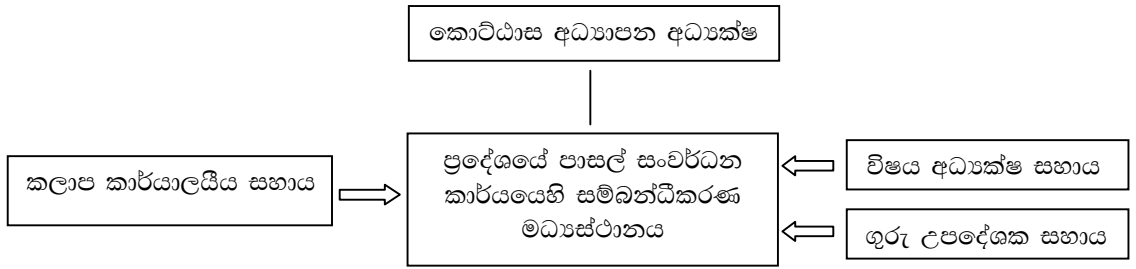 කොට්ඨාස අධ්‍යාපන අධ්‍යක්ෂ
ප්‍රදේශයේ පාසල් සංවර්ධන
කාර්යයෙහි සම්බන්ධීකරණ
මධ්‍යස්ථානය
කලාප කාර්යාලයීය සහාය
විෂය අධ්‍යක්ෂ සහාය
ගුරු උපදේශක සහාය